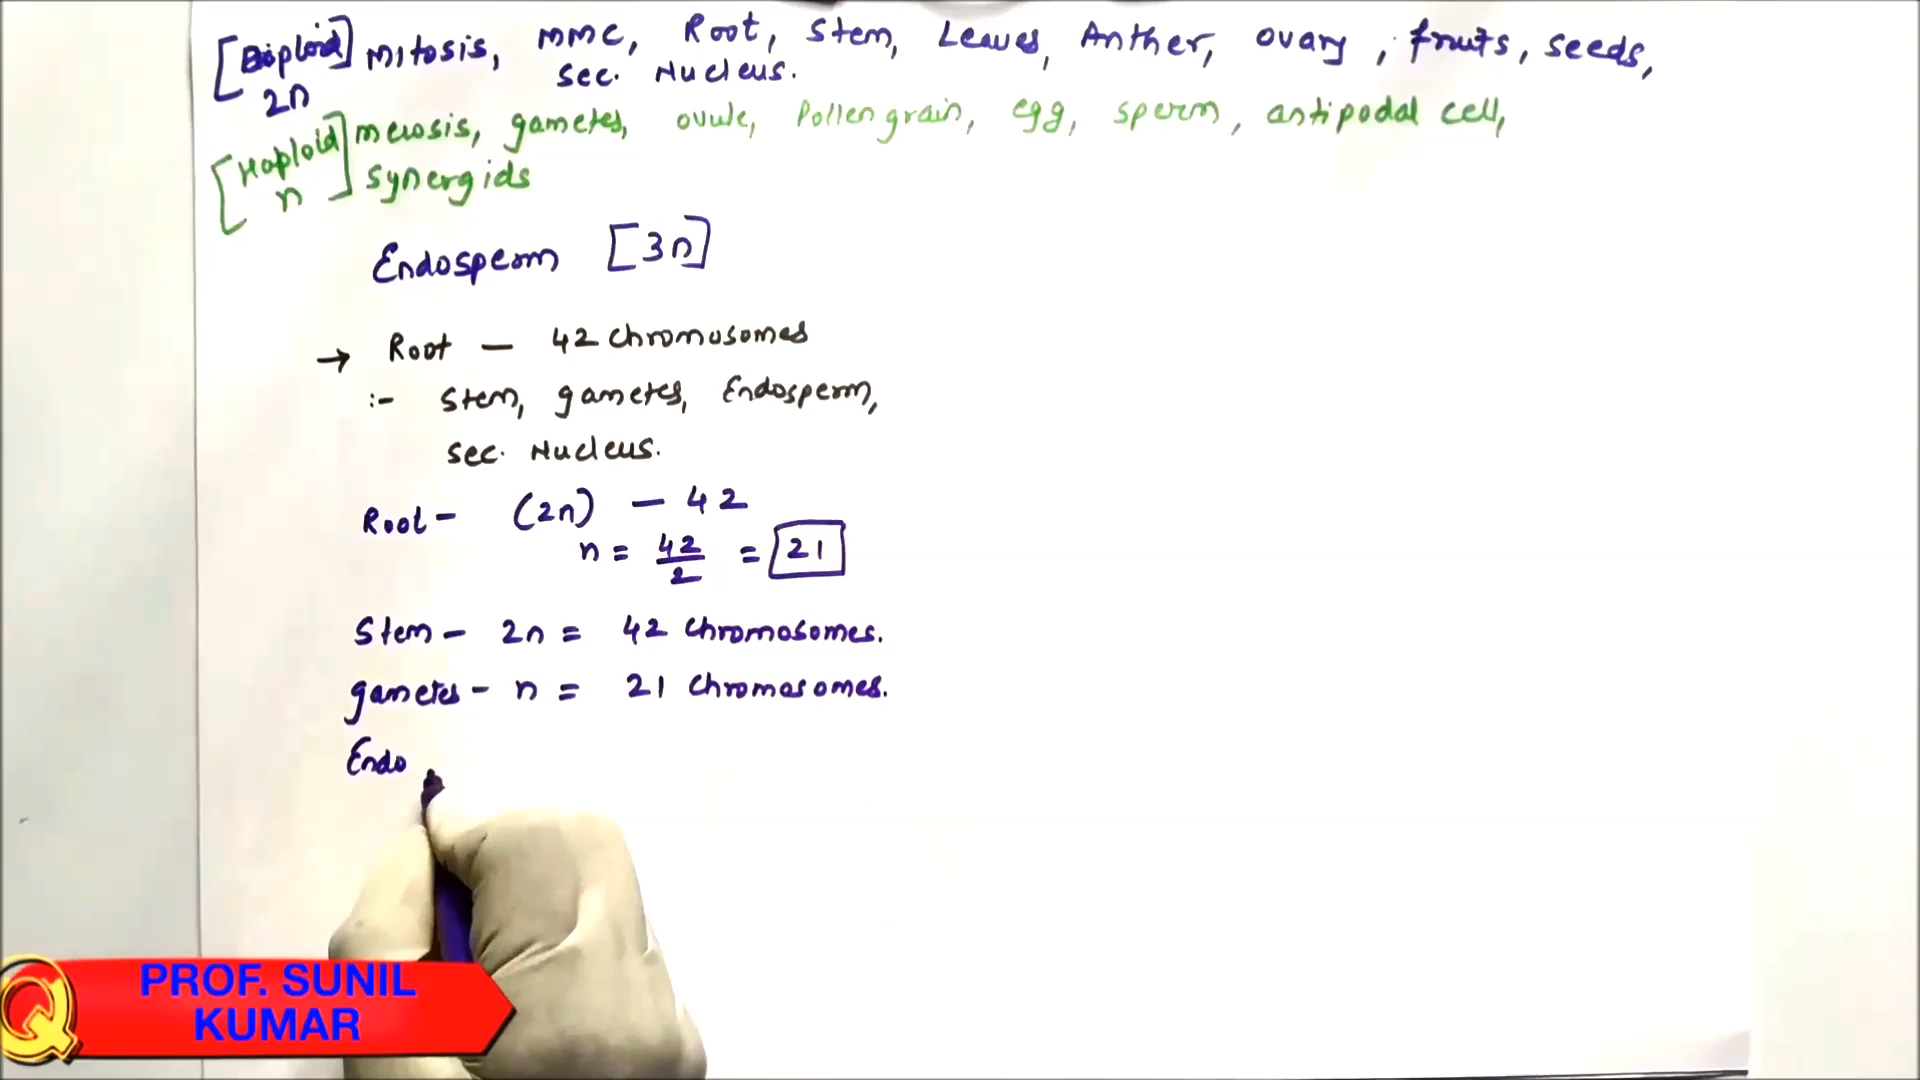 [Diploid] mitosis, mmc, Root, Stem, Leaves, Anther, ovary, fruits, seeds,
2n sec. Nucleus.
[Haploid] meiosis, gametes, ovule, Pollengrain, egg, sperm, antipodal cell,
n synergids
Endosperm [3n]
→ Root — 42 chromosomes
:- Stem, gametes, Endosperm,
sec. Nucleus.
Root - (2n) — 42
n = 42/2 = 21
Stem - 2n = 42 chromosomes.
gametes - n = 21 chromosomes.
Endo
PROF. SUNIL
KUMAR